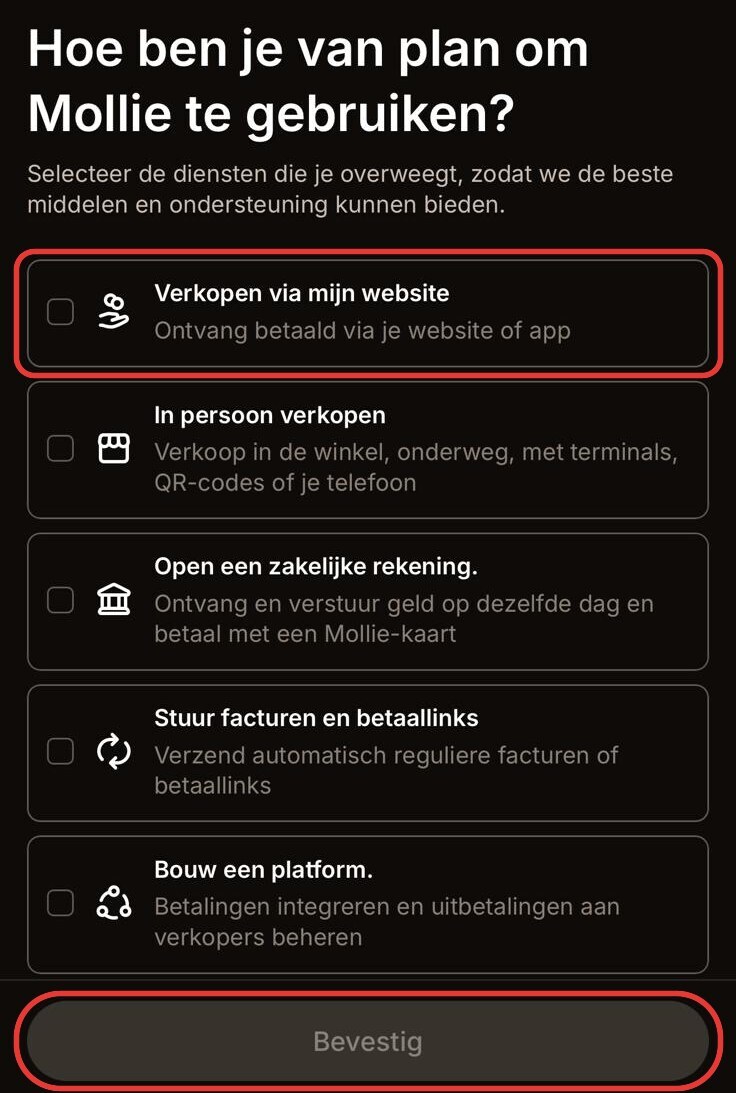 Hoe ben je van plan om
Mollie te gebruiken?
Selecteer de diensten die je overweegt, zodat we de beste
middelen en ondersteuning kunnen bieden.
Verkopen via mijn website
Ontvang betaald via je website of app
In persoon verkopen
Verkoop in de winkel, onderweg, met terminals,
QR-codes of je telefoon
Open een zakelijke rekening.
Ontvang en verstuur geld op dezelfde dag en
betaal met een Mollie-kaart
Stuur facturen en betaallinks
Verzend automatisch reguliere facturen of
betaallinks
Bouw een platform.
Betalingen integreren en uitbetalingen aan
verkopers beheren
Bevestig